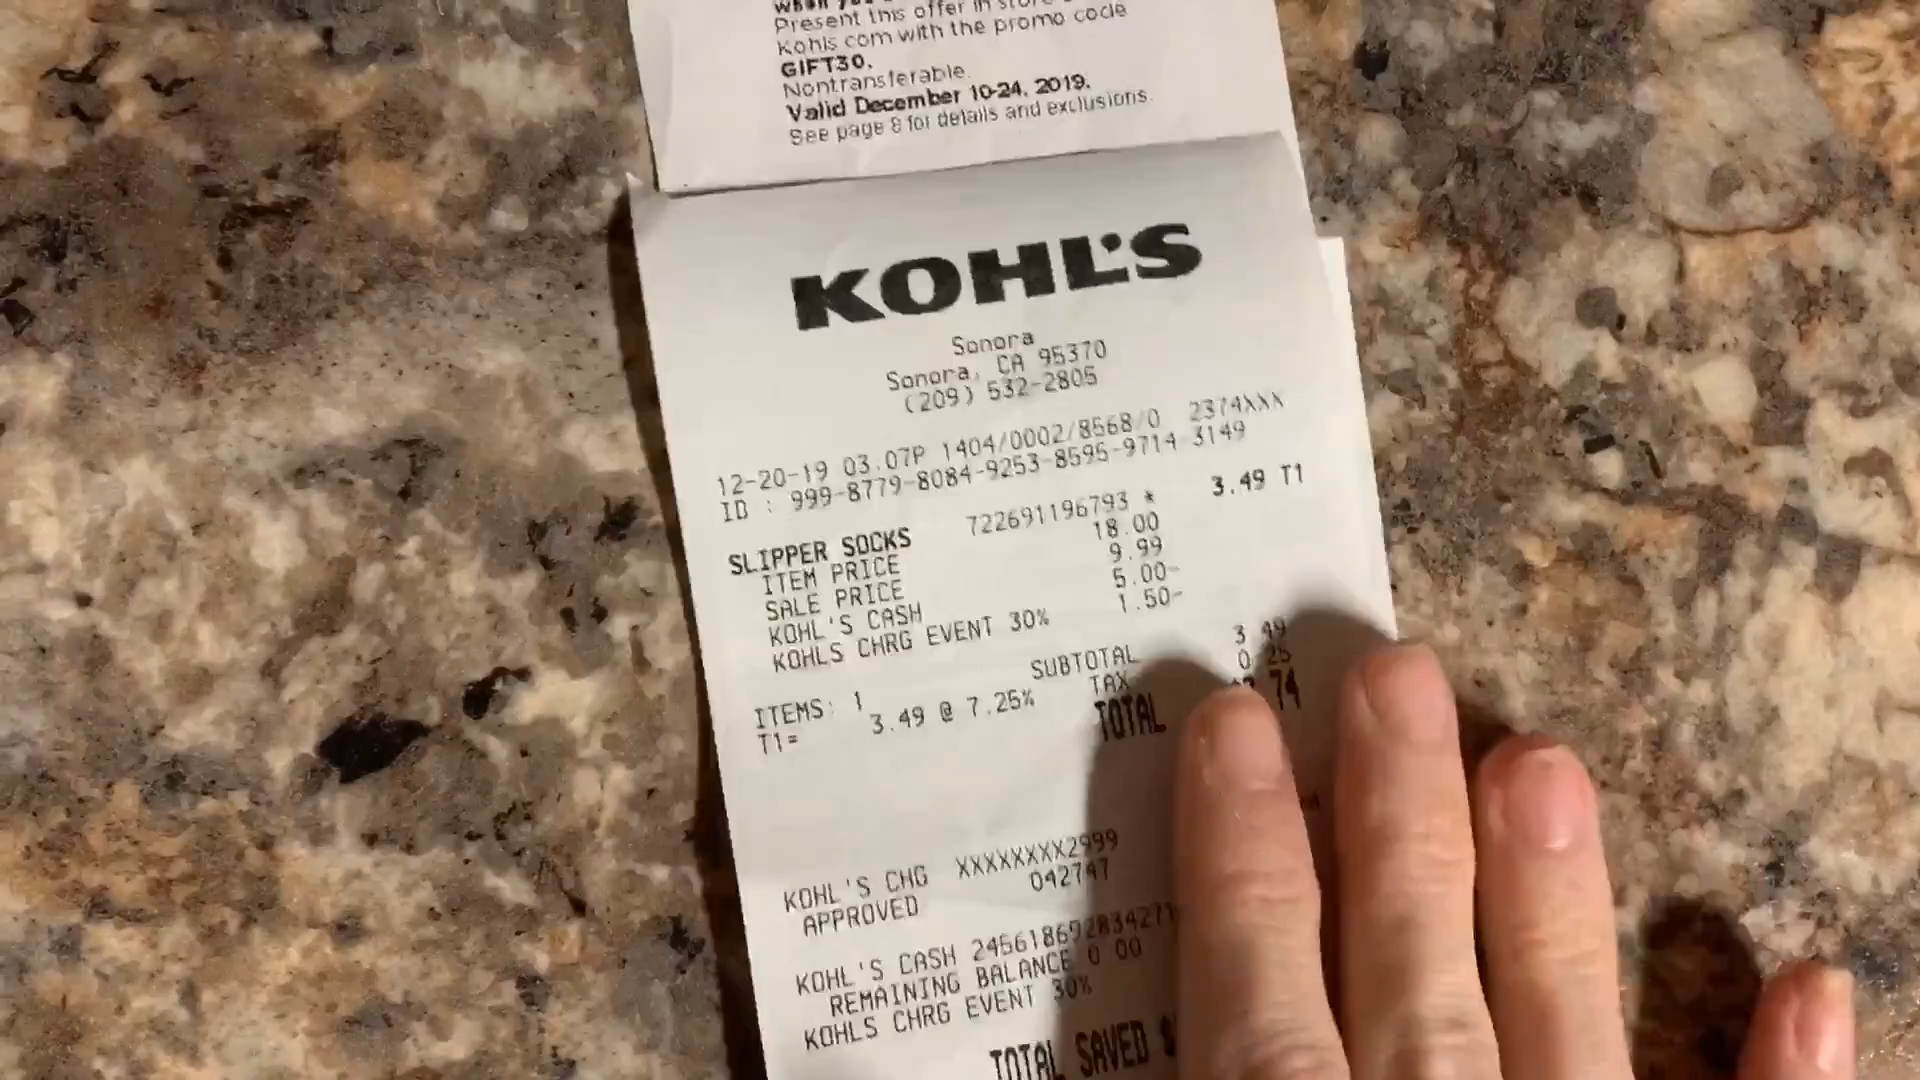 when you
Present this offer in store
Kohls com with the promo code
GIFT30.
Nontransferable.
Valid December 10-24, 2019.
See page 8 for details and exclusions.
KOHL'S
Sonora
Sonora, CA 95370
(209) 532-2805
12-20-19 03.07P 1404/0002/8568/0 2374XXX
ID : 999-8779-8084-9253-8595-9714-3149
SLIPPER SOCKS 722691196793 * 3.49 T1
ITEM PRICE 18.00
SALE PRICE 9.99
KOHL'S CASH 5.00-
KOHLS CHRG EVENT 30% 1.50-
SUBTOTAL 3 49
ITEMS: 1 TAX 0 25
T1= 3.49 @ 7.25% TOTAL 74
KOHL'S CHG XXXXXXXX2999
APPROVED 042747
KOHL'S CASH
REMAINING BALANCE 0 00
KOHLS CHRG EVENT 30%
TOTAL SAVED $